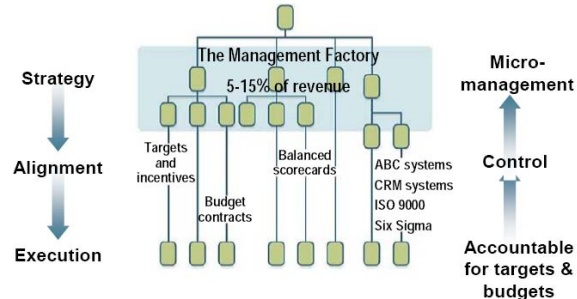 The Management Factory
5-15% of revenue
Strategy
Alignment
Execution
Targets
and
incentives
Budget
contracts
Balanced
scorecards
ABC systems
CRM systems
ISO 9000
Six Sigma
Micro-
management
Control
Accountable
for targets &
budgets